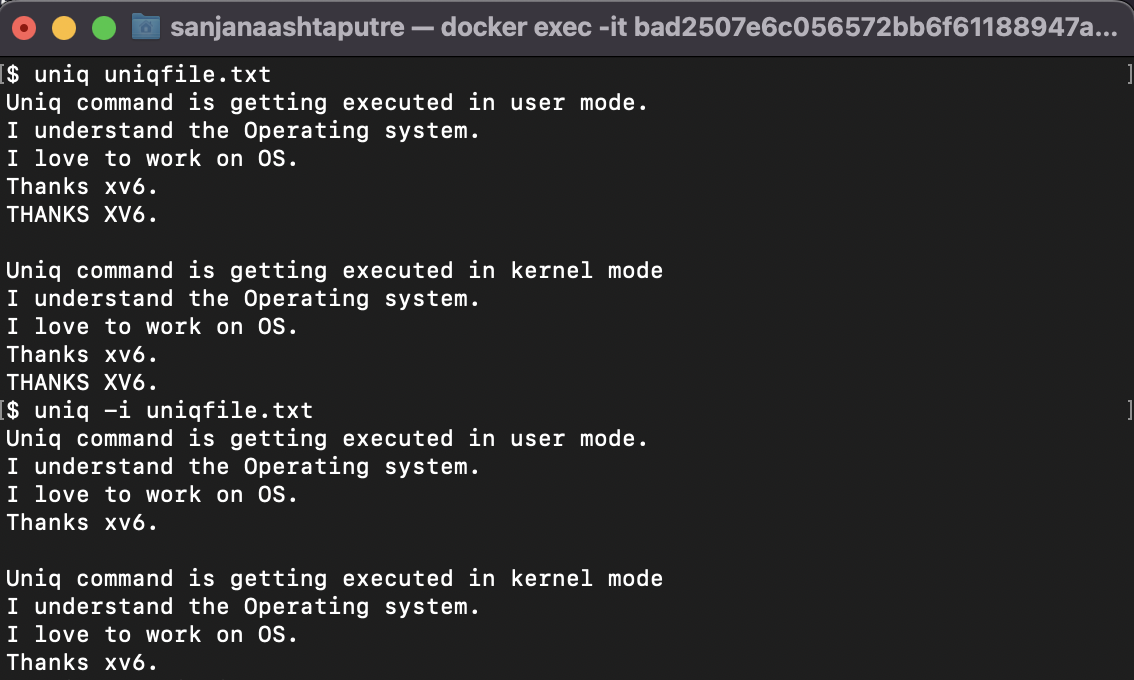 sanjanaashtaputre — docker exec -it bad2507e6c056572bb6f61188947a...
[$ uniq uniqfile.txt ]
Uniq command is getting executed in user mode.
I understand the Operating system.
I love to work on OS.
Thanks xv6.
THANKS XV6.
Uniq command is getting executed in kernel mode
I understand the Operating system.
I love to work on OS.
Thanks xv6.
THANKS XV6.
[$ uniq -i uniqfile.txt ]
Uniq command is getting executed in user mode.
I understand the Operating system.
I love to work on OS.
Thanks xv6.
Uniq command is getting executed in kernel mode
I understand the Operating system.
I love to work on OS.
Thanks xv6.